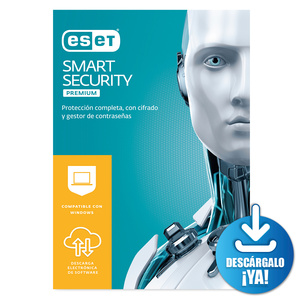 eseT
SMART
SECURITY
PREMIUM
Protección completa, con cifrado
y gestor de contraseñas
COMPATIBLE CON
WINDOWS
DESCARGA
ELECTRÓNICA
DE SOFTWARE
DESCÁRGALO
¡YA!